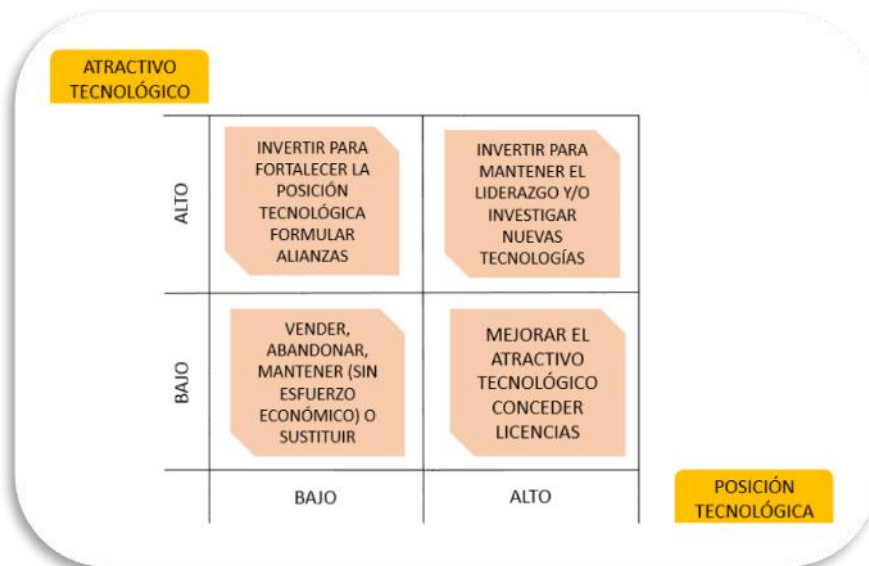 ATRACTIVO
TECNOLÓGICO
ALTO
INVERTIR PARA
FORTALECER LA
POSICIÓN
TECNOLÓGICA
FORMULAR
ALIANZAS
INVERTIR PARA
MANTENER EL
LIDERAZGO Y/O
INVESTIGAR
NUEVAS
TECNOLOGÍAS
BAJO
VENDER,
ABANDONAR,
MANTENER (SIN
ESFUERZO
ECONÓMICO) O
SUSTITUIR
MEJORAR EL
ATRACTIVO
TECNOLÓGICO
CONCEDER
LICENCIAS
BAJO
ALTO
POSICIÓN
TECNOLÓGICA